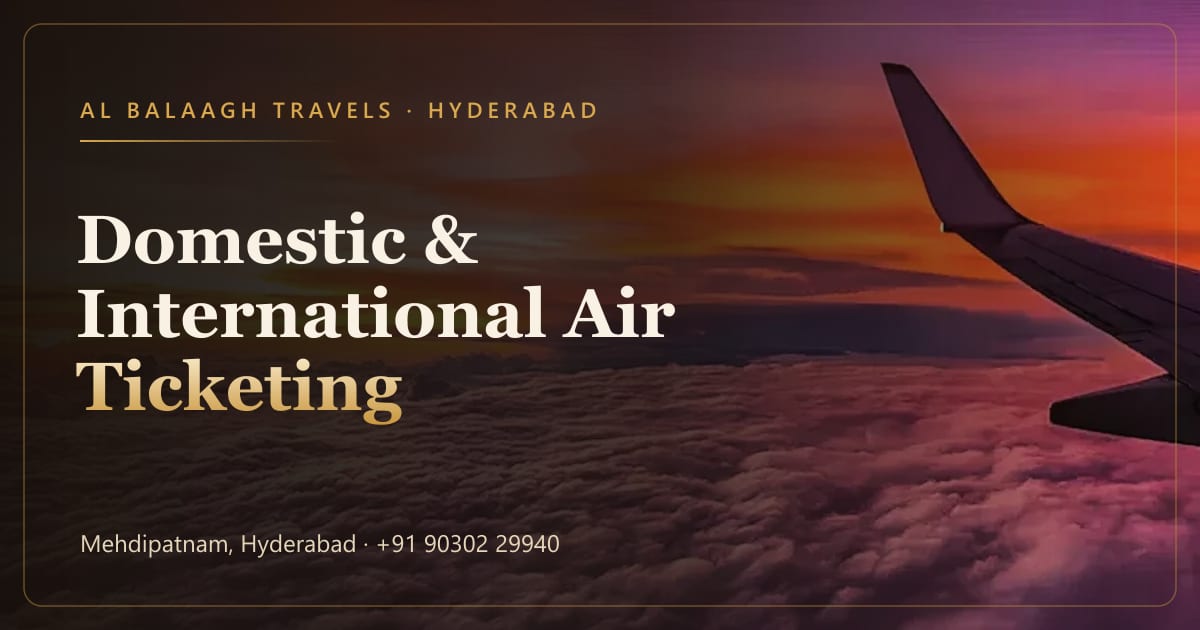 AL BALAAGH TRAVELS · HYDERABAD
Domestic &
International Air
Ticketing
Mehdipatnam, Hyderabad · +91 90302 29940